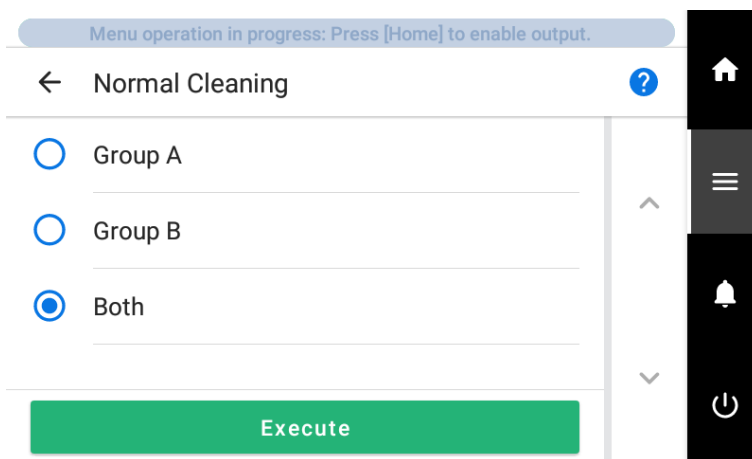 Menu operation in progress: Press [Home] to enable output.
Normal Cleaning
?
Group A
Group B
Both
Execute